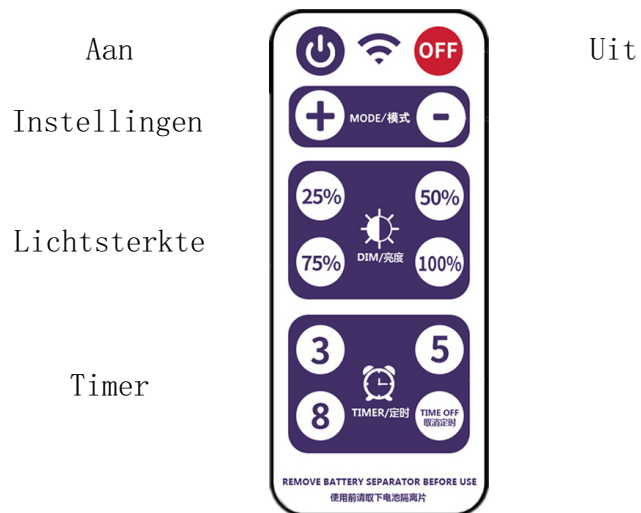 Aan
OFF
Uit
Instellingen
+ MODE/模式 -
25%
50%
Lichtsterkte
DIM/亮度
75%
100%
3
5
Timer
TIMER/定时
8
TIME OFF
取消定时
REMOVE BATTERY SEPARATOR BEFORE USE
使用前请取下电池隔离片